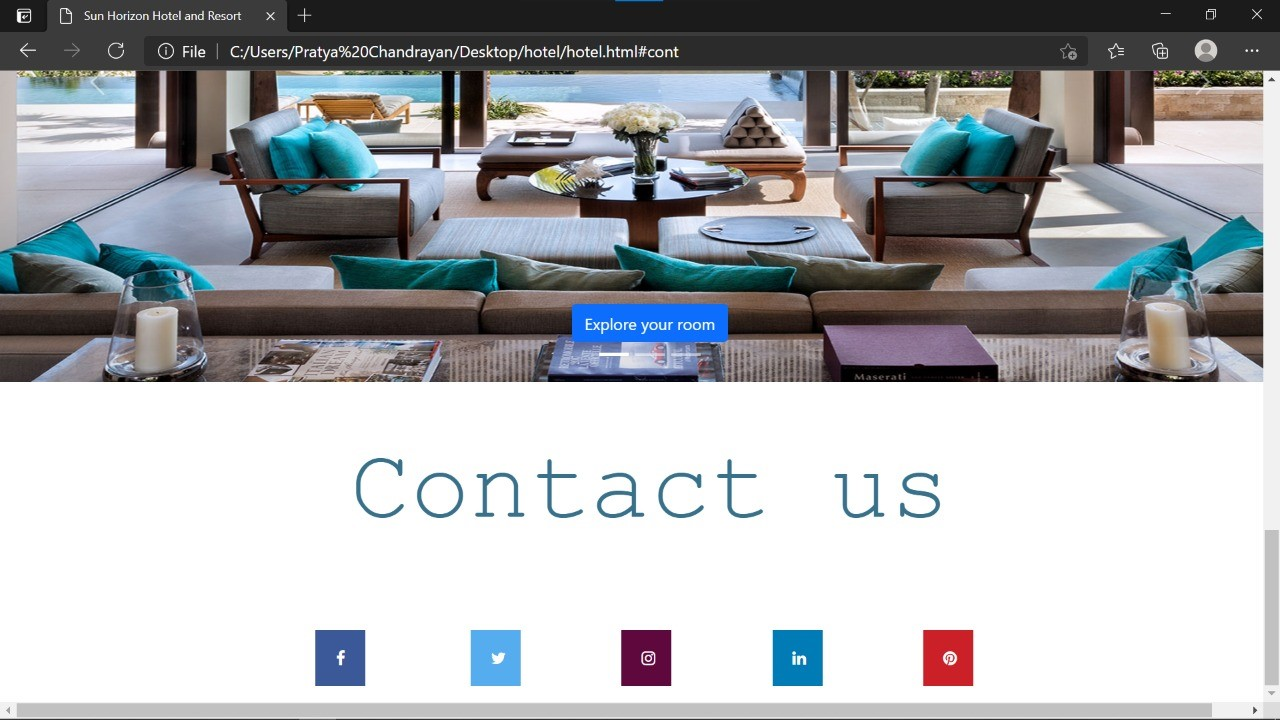 Sun Horizon Hotel and Resort
File
C:/Users/Pratya%20Chandrayan/Desktop/hotel/hotel.html#cont
Explore your room
Maserati
Contact us